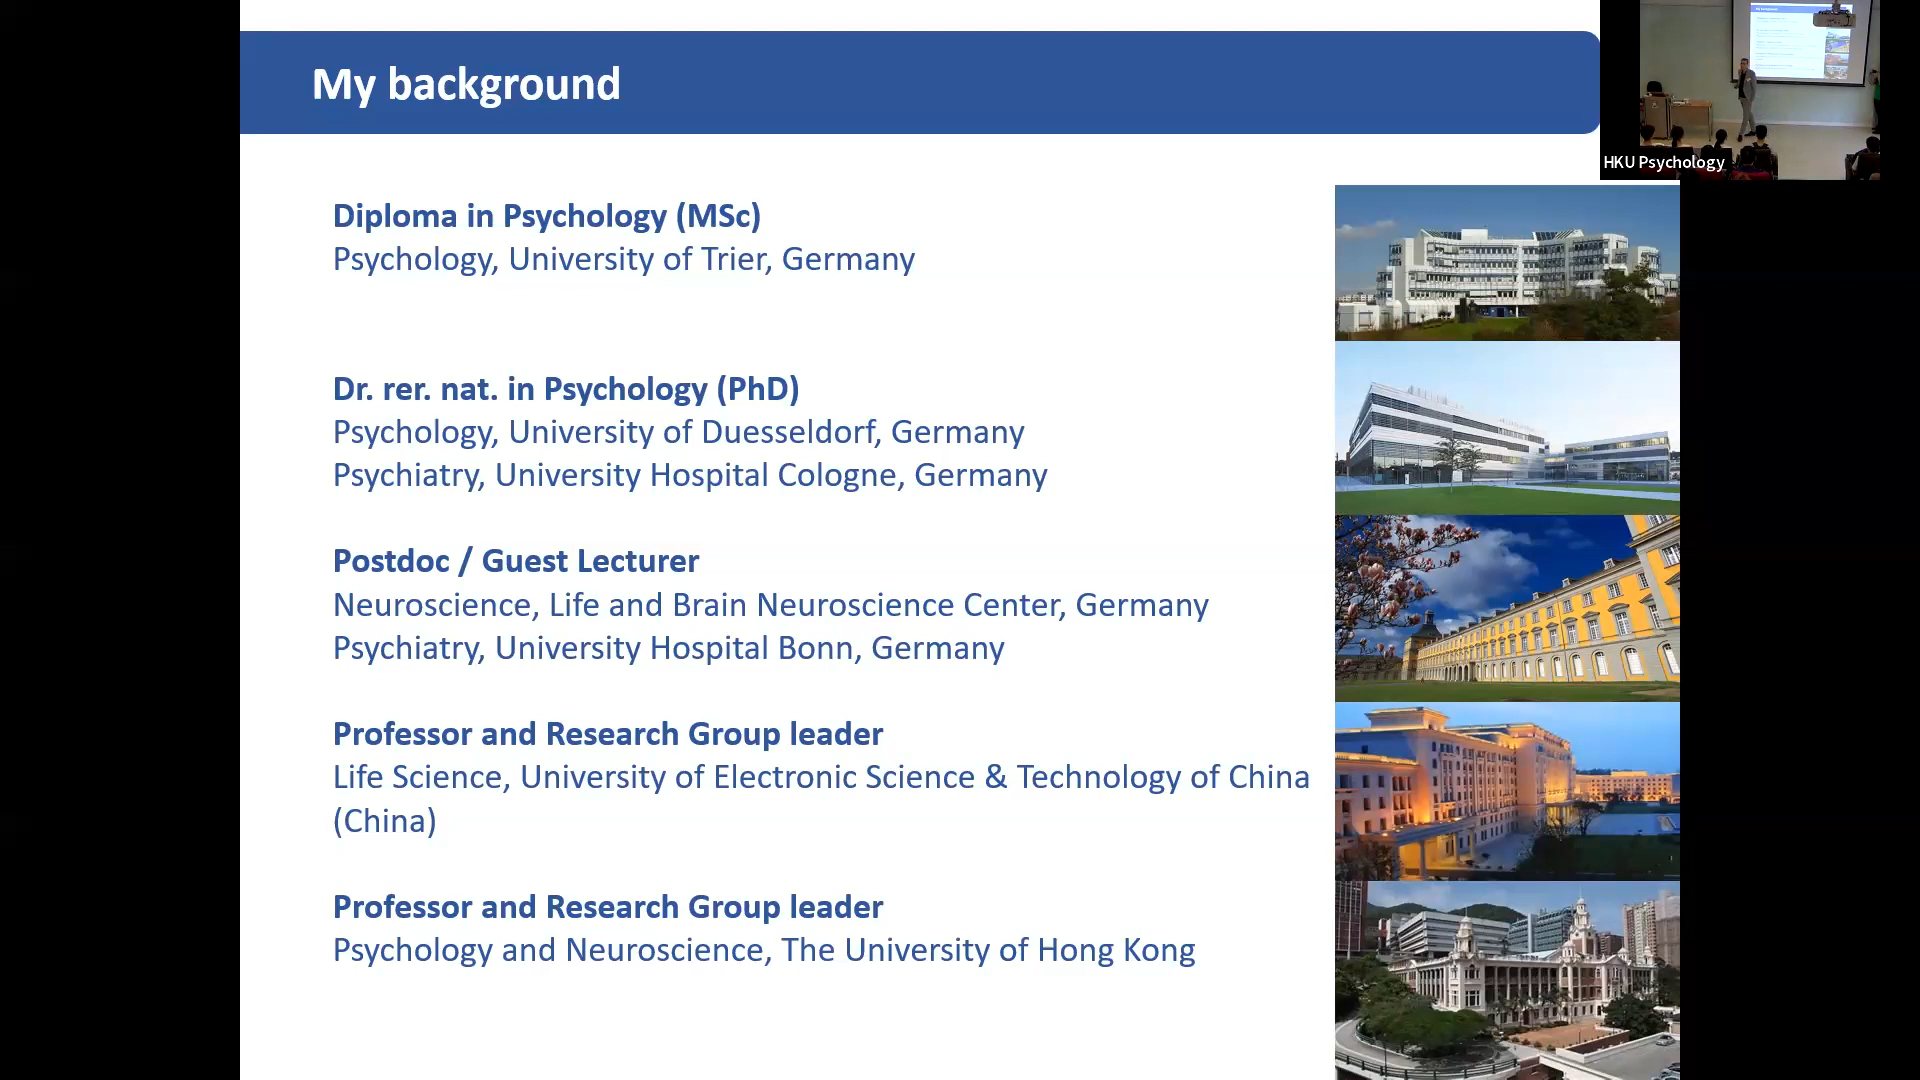 My background
HKU Psychology
Diploma in Psychology (MSc)
Psychology, University of Trier, Germany
Dr. rer. nat. in Psychology (PhD)
Psychology, University of Duesseldorf, Germany
Psychiatry, University Hospital Cologne, Germany
Postdoc / Guest Lecturer
Neuroscience, Life and Brain Neuroscience Center, Germany
Psychiatry, University Hospital Bonn, Germany
Professor and Research Group leader
Life Science, University of Electronic Science & Technology of China
(China)
Professor and Research Group leader
Psychology and Neuroscience, The University of Hong Kong